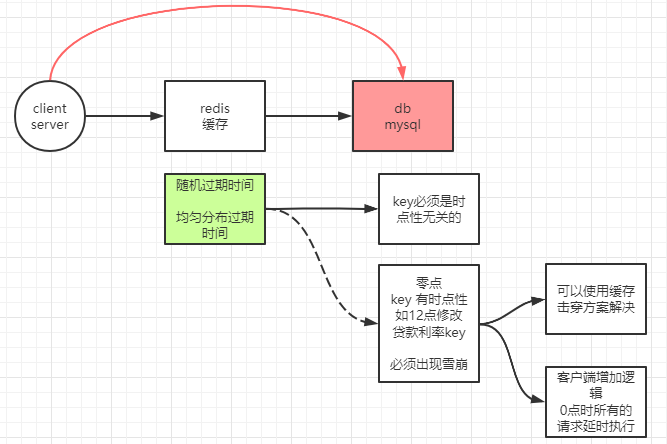 client
server
redis
缓存
db
mysql
随机过期时间
均匀分布过期
时间
key必须是时
点性无关的
零点
key 有时点性
如12点修改
贷款利率key
必须出现雪崩
可以使用缓存
击穿方案解决
客户端增加逻
辑
0点时所有的
请求延时执行